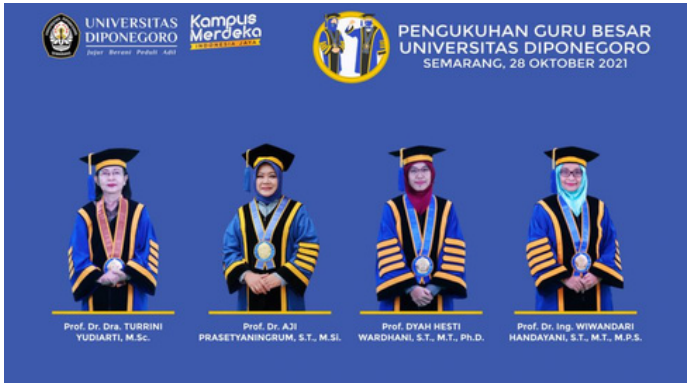 UNIVERSITAS
DIPONEGORO
Jujur Berani Peduli Adil
Kampus
Merdeka
INDONESIA JAYA
PENGUKUHAN GURU BESAR
UNIVERSITAS DIPONEGORO
SEMARANG, 28 OKTOBER 2021
Prof. Dr. Dra. TURRINI
YUDIARTI, M.Sc.
Prof. Dr. AJI
PRASETYANINGRUM, S.T., M.Si.
Prof. DYAH HESTI
WARDHANI, S.T., M.T., Ph.D.
Prof. Dr. Ing. WIWANDARI
HANDAYANI, S.T., M.T., M.P.S.